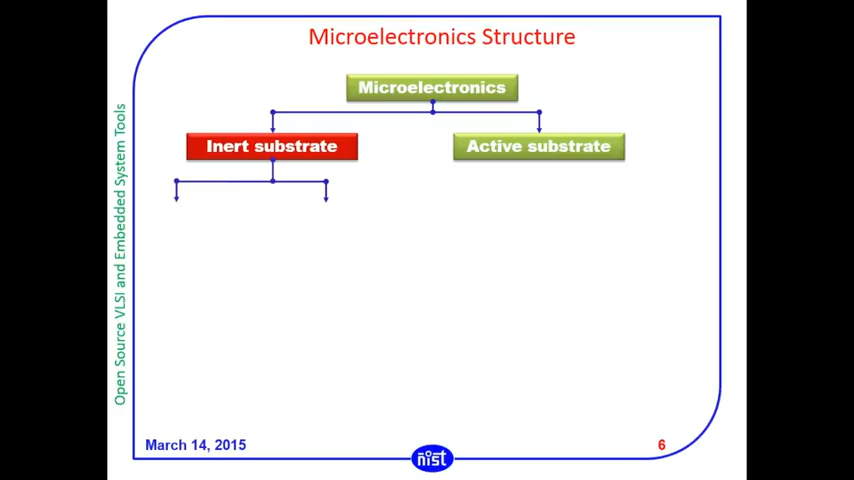 Microelectronics Structure
Microelectronics
Inert substrate
Active substrate
Open Source VLSI and Embedded System Tools
March 14, 2015
nist
6